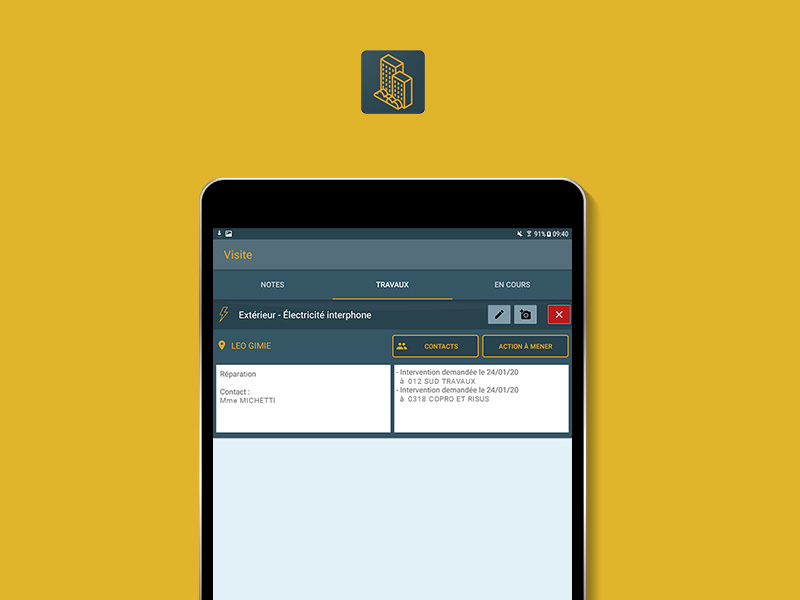 91% 09:40
Visite
NOTES TRAVAUX EN COURS
Extérieur - Électricité interphone
LEO GIMIE CONTACTS ACTION À MENER
Réparation
Contact :
Mme MICHETTI
- Intervention demandée le 24/01/20
à 012 SUD TRAVAUX
- Intervention demandée le 24/01/20
à 0318 COPRO ET RISUS